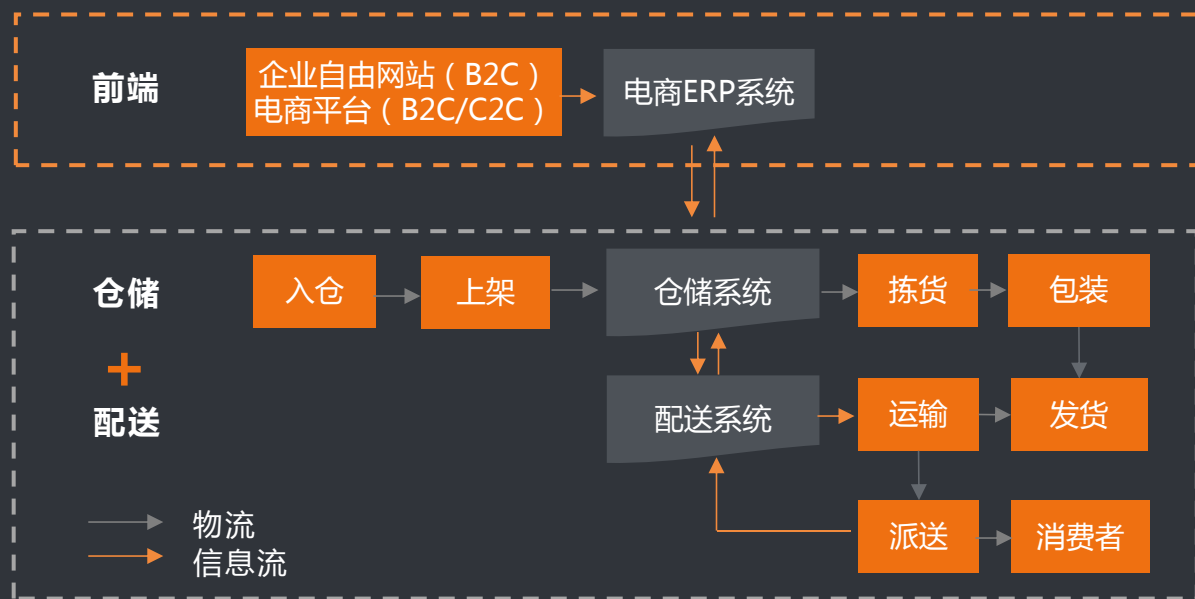 前端
企业自由网站（B2C）
电商平台（B2C/C2C）
电商ERP系统
仓储
+
配送
入仓
上架
仓储系统
拣货
包装
配送系统
运输
发货
派送
消费者
物流
信息流